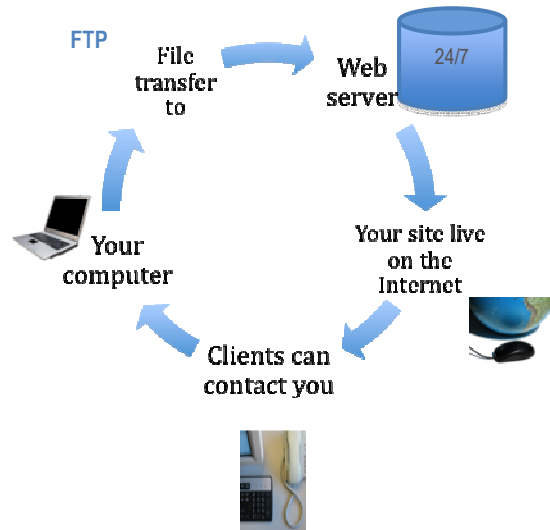 FTP
File
transfer
to
Web
server
24/7
Your site live
on the
Internet
Clients can
contact you
Your
computer